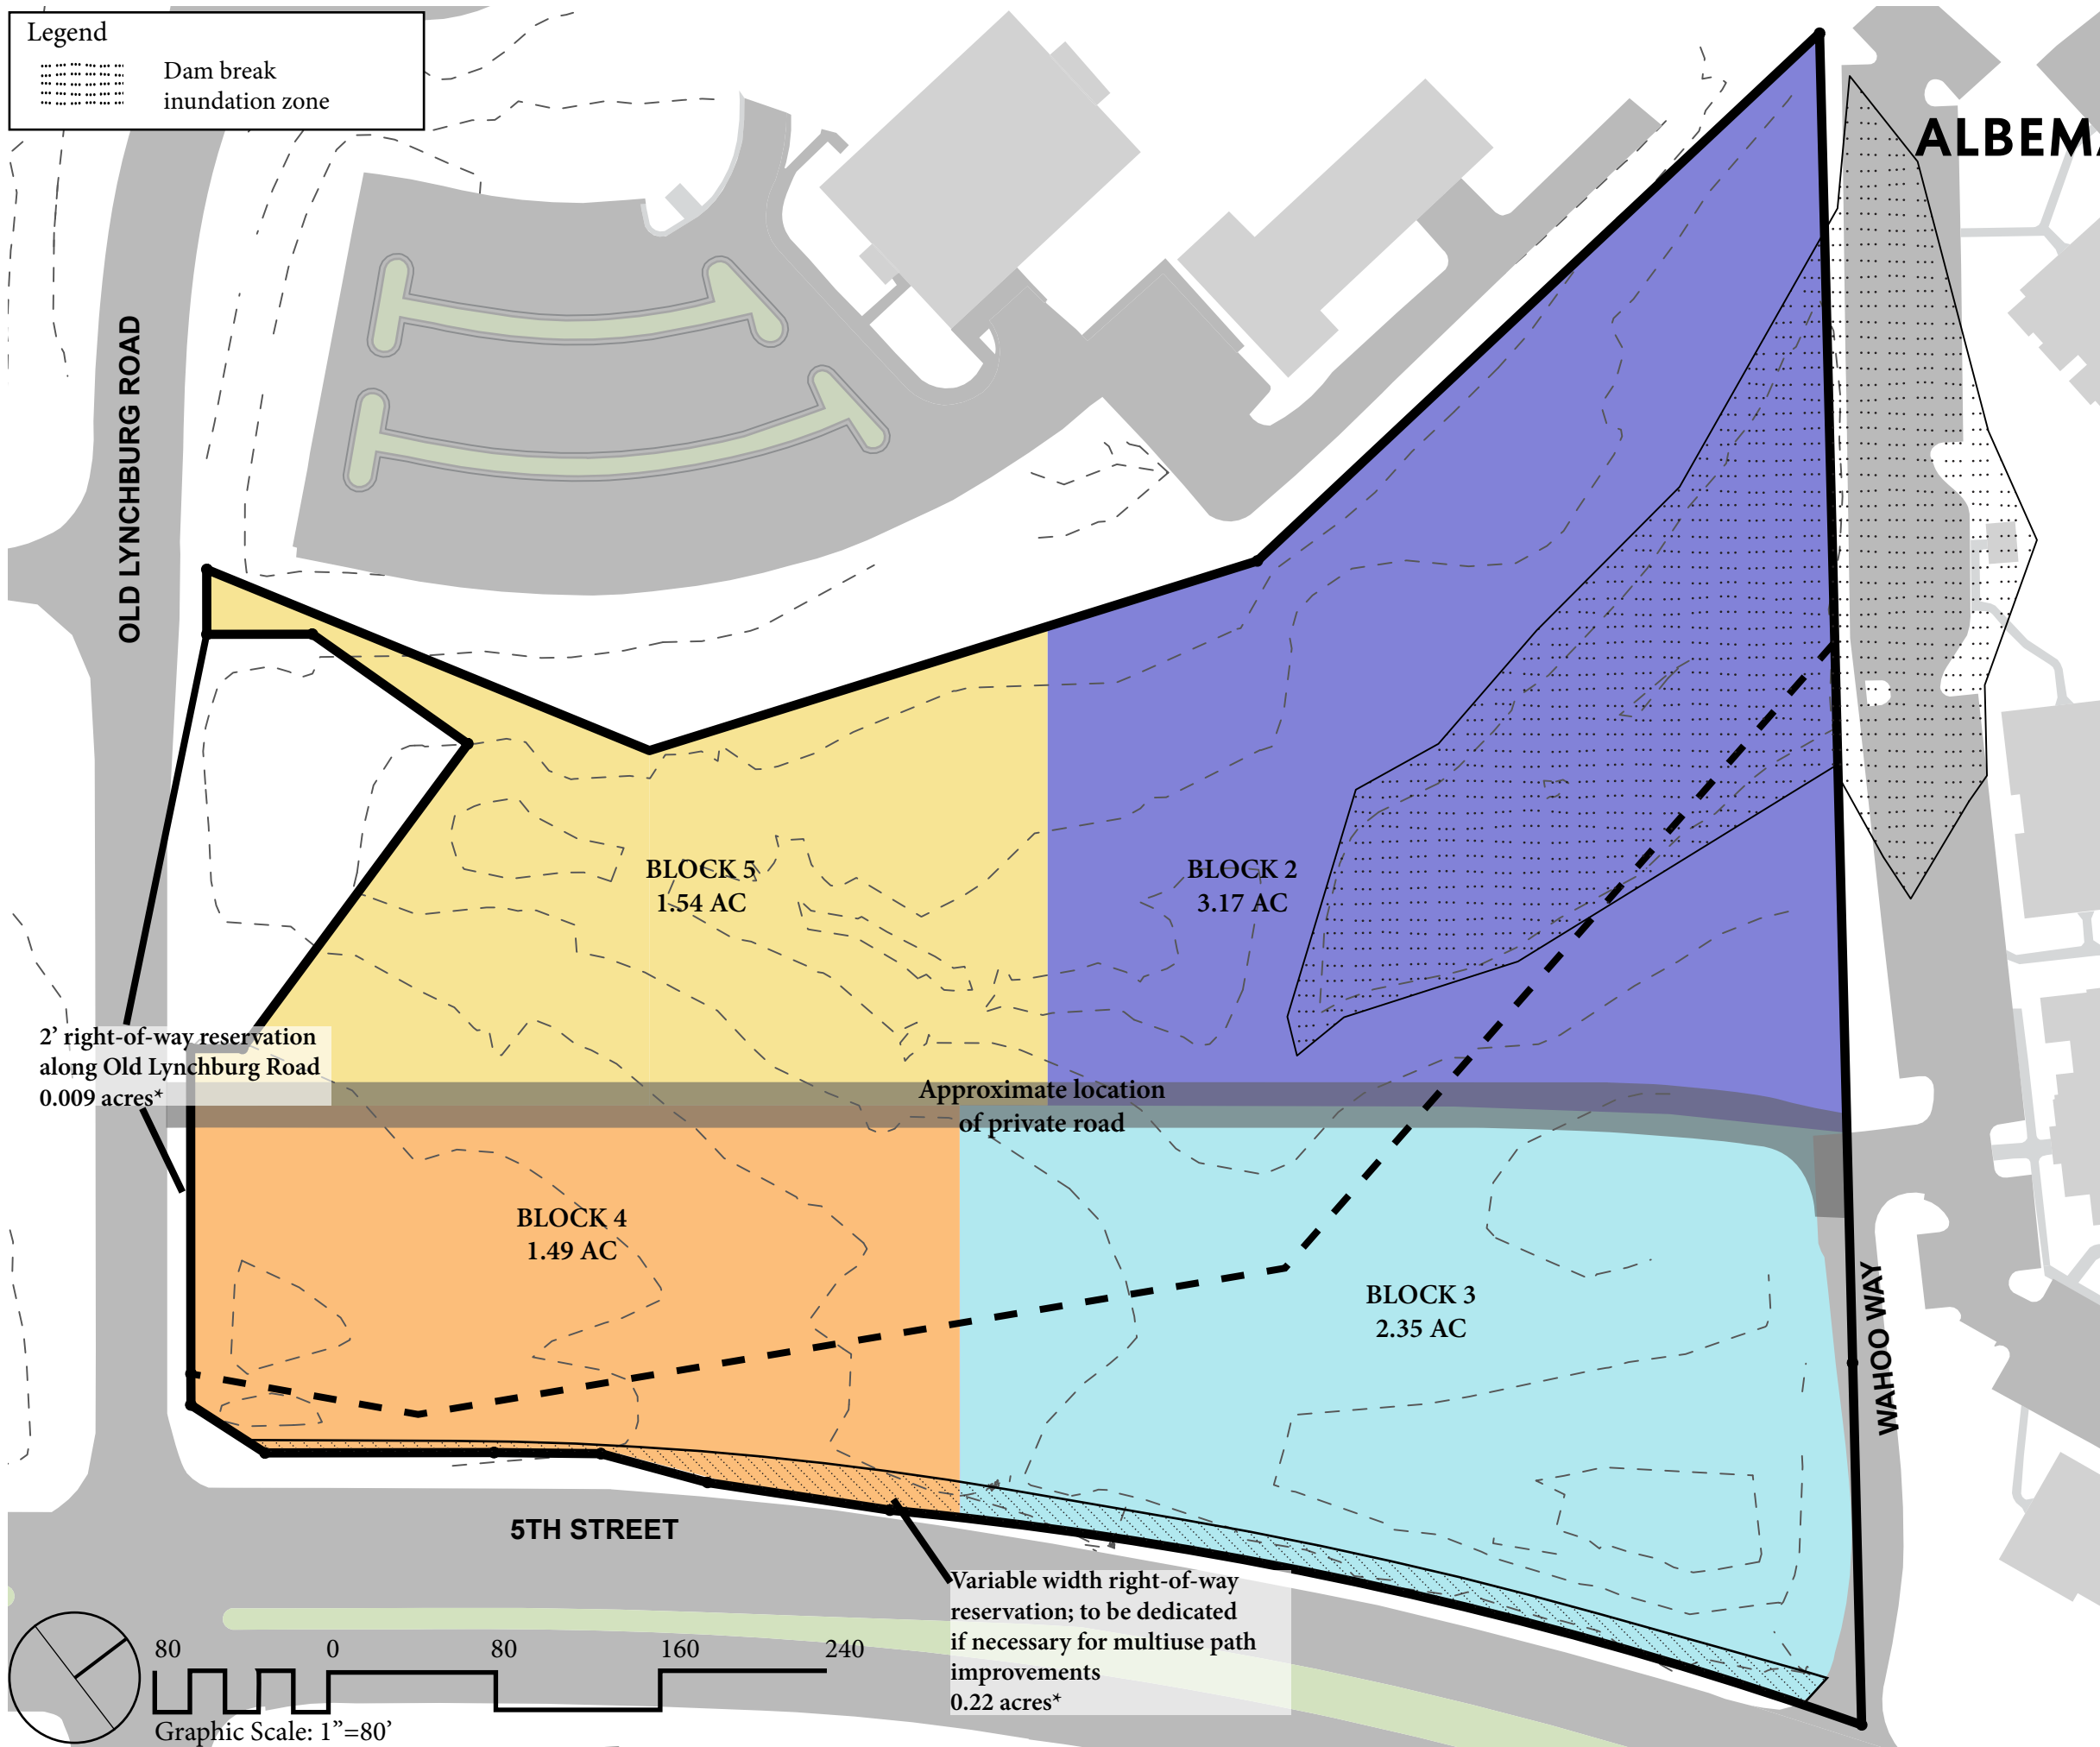 Legend
Dam break
inundation zone
ALBEMA
OLD LYNCHBURG ROAD
BLOCK 5
1.54 AC
BLOCK 2
3.17 AC
2’ right-of-way reservation
along Old Lynchburg Road
0.009 acres*
Approximate location
of private road
BLOCK 4
1.49 AC
BLOCK 3
2.35 AC
WAHOO WAY
5TH STREET
Variable width right-of-way
reservation; to be dedicated
if necessary for multiuse path
improvements
0.22 acres*
80 0 80 160 240
Graphic Scale: 1”=80’